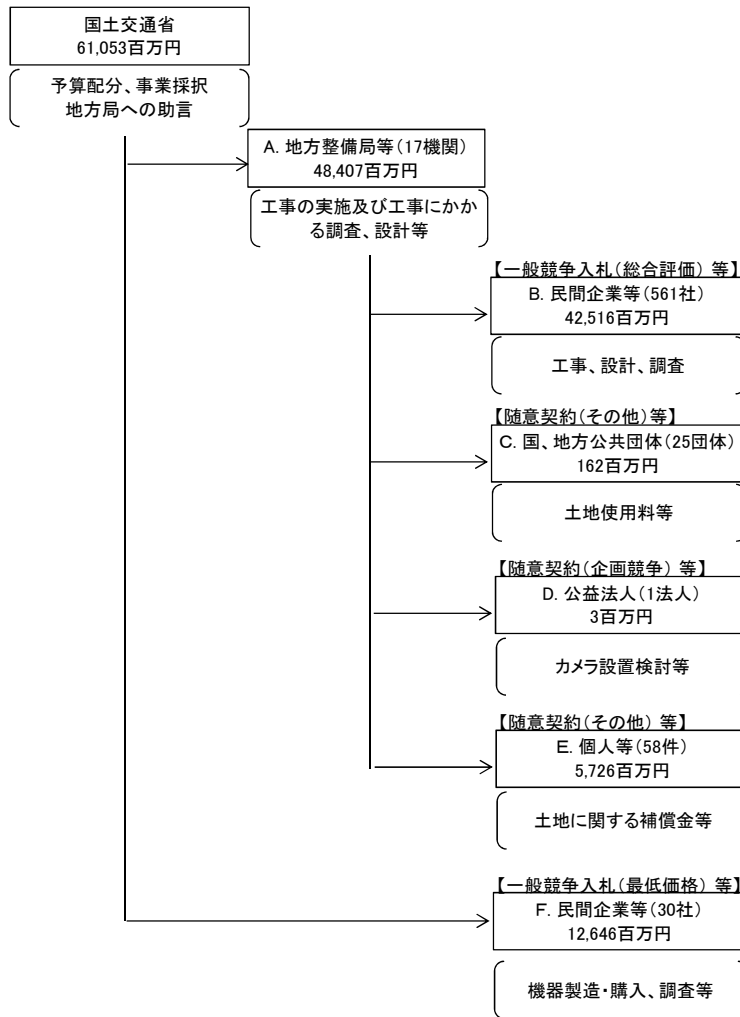 国土交通省
61,053百万円
予算配分、事業採択
地方局への助言
A. 地方整備局等(17機関)
48,407百万円
工事の実施及び工事にかか
る調査、設計等
【一般競争入札(総合評価) 等】
B. 民間企業等(561社)
42,516百万円
工事、設計、調査
【随意契約(その他)等】
C. 国、地方公共団体(25団体)
162百万円
土地使用料等
【随意契約(企画競争) 等】
D. 公益法人(1法人)
3百万円
カメラ設置検討等
【随意契約(その他) 等】
E. 個人等(58件)
5,726百万円
土地に関する補償金等
【一般競争入札(最低価格) 等】
F. 民間企業等(30社)
12,646百万円
機器製造・購入、調査等